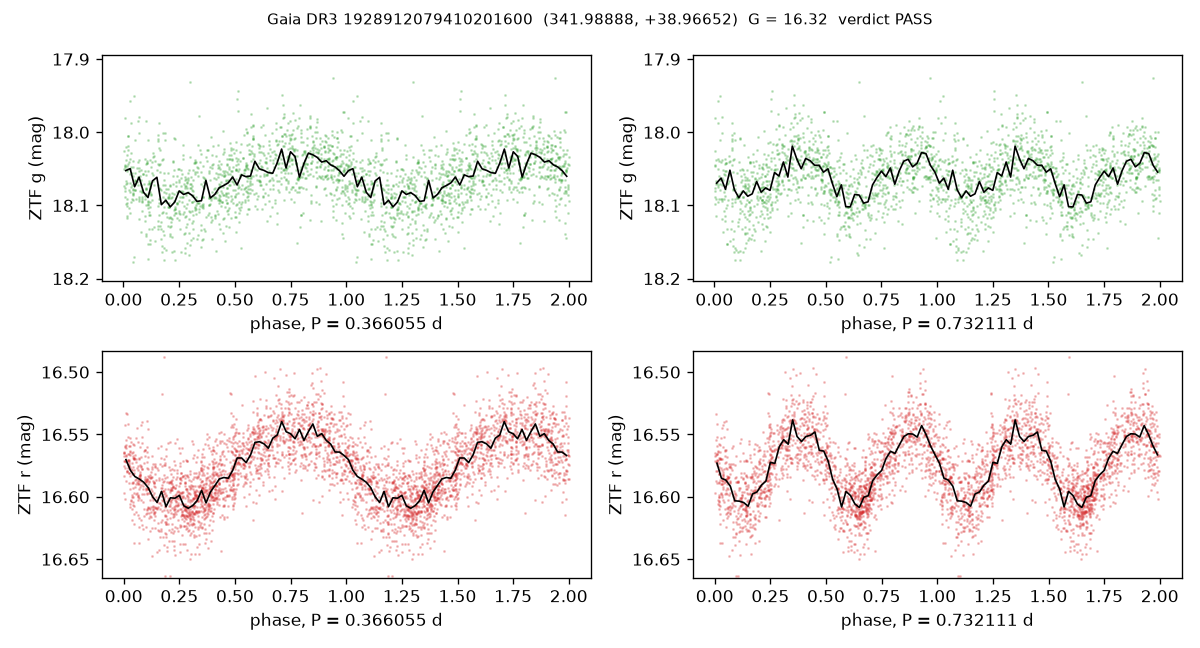 Gaia DR3 1928912079410201600  (341.98888, +38.96652)  G = 16.32  verdict PASS
ZTF g (mag)
17.9
18.0
18.1
18.2
0.00 0.25 0.50 0.75 1.00 1.25 1.50 1.75 2.00
phase, P = 0.366055 d
ZTF g (mag)
17.9
18.0
18.1
18.2
0.00 0.25 0.50 0.75 1.00 1.25 1.50 1.75 2.00
phase, P = 0.732111 d
ZTF r (mag)
16.50
16.55
16.60
16.65
0.00 0.25 0.50 0.75 1.00 1.25 1.50 1.75 2.00
phase, P = 0.366055 d
ZTF r (mag)
16.50
16.55
16.60
16.65
0.00 0.25 0.50 0.75 1.00 1.25 1.50 1.75 2.00
phase, P = 0.732111 d